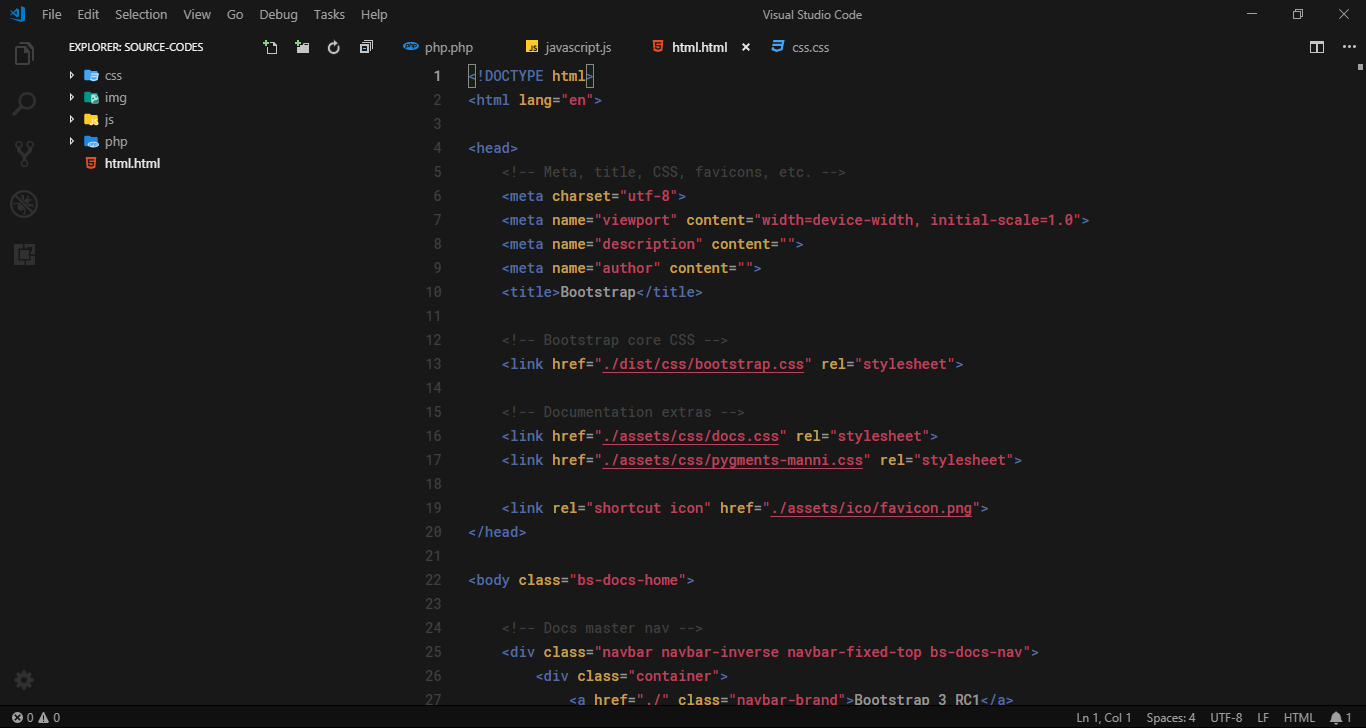 File Edit Selection View Go Debug Tasks Help Visual Studio Code
EXPLORER: SOURCE-CODES
css
img
js
php
html.html
php.php javascript.js html.html css.css
1 <!DOCTYPE html>
2 <html lang="en">
3
4 <head>
5 <!-- Meta, title, CSS, favicons, etc. -->
6 <meta charset="utf-8">
7 <meta name="viewport" content="width=device-width, initial-scale=1.0">
8 <meta name="description" content="">
9 <meta name="author" content="">
10 <title>Bootstrap</title>
11
12 <!-- Bootstrap core CSS -->
13 <link href="./dist/css/bootstrap.css" rel="stylesheet">
14
15 <!-- Documentation extras -->
16 <link href="./assets/css/docs.css" rel="stylesheet">
17 <link href="./assets/css/pygments-manni.css" rel="stylesheet">
18
19 <link rel="shortcut icon" href="./assets/ico/favicon.png">
20 </head>
21
22 <body class="bs-docs-home">
23
24 <!-- Docs master nav -->
25 <div class="navbar navbar-inverse navbar-fixed-top bs-docs-nav">
26 <div class="container">
27 <a href="./" class="navbar-brand">Bootstrap 3 RC1</a>
0 0 Ln 1, Col 1 Spaces: 4 UTF-8 LF HTML 1